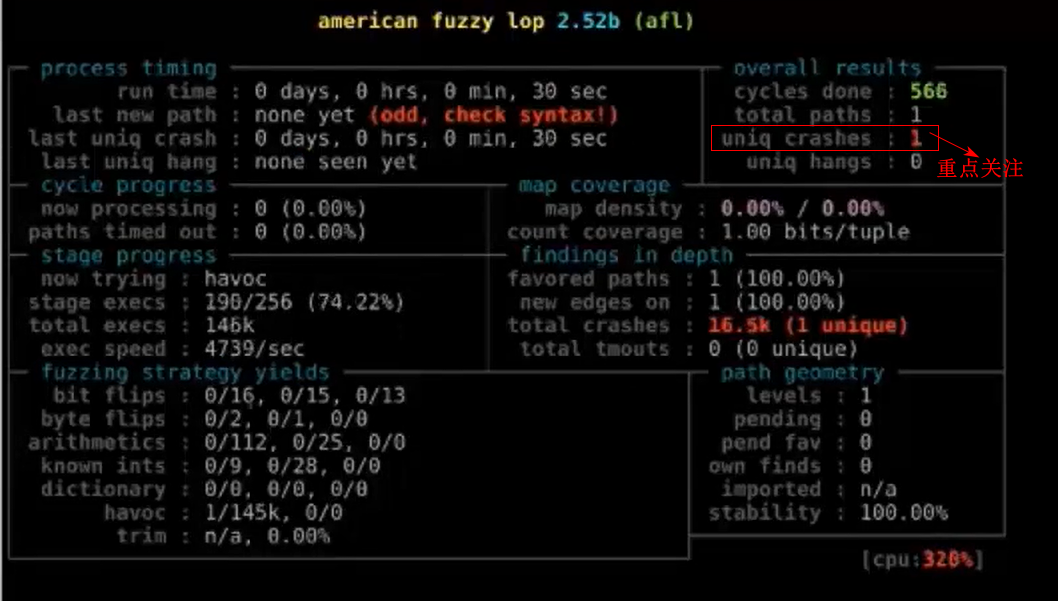 american fuzzy lop 2.52b (afl)
process timing
run time : 0 days, 0 hrs, 0 min, 30 sec
last new path : none yet (odd, check syntax!)
last uniq crash : 0 days, 0 hrs, 0 min, 30 sec
last uniq hang : none seen yet
overall results
cycles done : 566
total paths : 1
uniq crashes : 1
uniq hangs : 0
重点关注
cycle progress
now processing : 0 (0.00%)
paths timed out : 0 (0.00%)
map coverage
map density : 0.00% / 0.00%
count coverage : 1.00 bits/tuple
stage progress
now trying : havoc
stage execs : 190/256 (74.22%)
total execs : 146k
exec speed : 4739/sec
findings in depth
favored paths : 1 (100.00%)
new edges on : 1 (100.00%)
total crashes : 16.5k (1 unique)
total tmouts : 0 (0 unique)
fuzzing strategy yields
bit flips : 0/16, 0/15, 0/13
byte flips : 0/2, 0/1, 0/0
arithmetics : 0/112, 0/25, 0/0
known ints : 0/9, 0/28, 0/0
dictionary : 0/0, 0/0, 0/0
havoc : 1/145k, 0/0
trim : n/a, 0.00%
path geometry
levels : 1
pending : 0
pend fav : 0
own finds : 0
imported : n/a
stability : 100.00%
[cpu:320%]